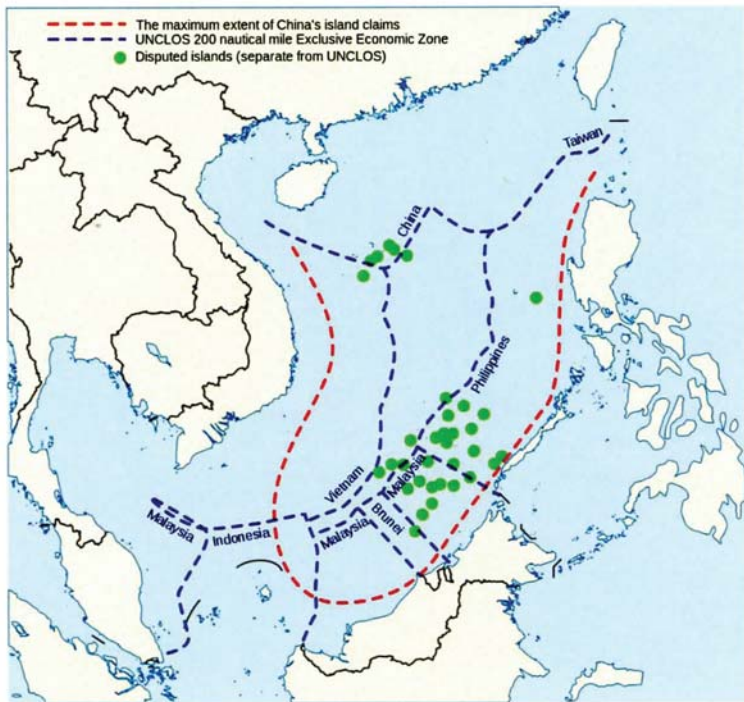 The maximum extent of China's island claims
UNCLOS 200 nautical mile Exclusive Economic Zone
Disputed islands (separate from UNCLOS)
Taiwan
China
Philippines
Vietnam
Malaysia
Malaysia
Indonesia
Malaysia
Brunei